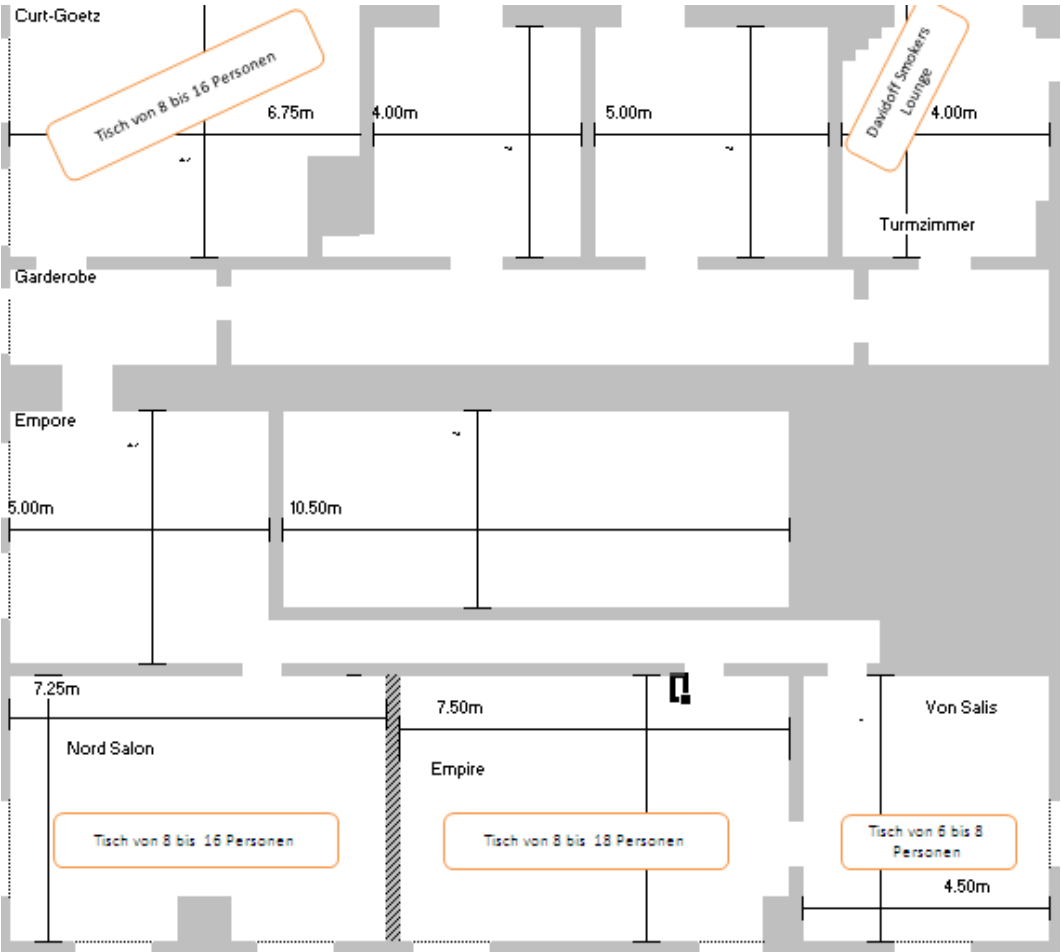 Curt-Goetz
Tisch von 8 bis 16 Personen
6.75m
4.00m
5.00m
Davidoff Smokers
Lounge
4.00m
Turmzimmer
Garderobe
Empore
5.00m
10.50m
7.25m
7.50m
Von Salis
Nord Salon
Empire
Tisch von 8 bis 16 Personen
Tisch von 8 bis 18 Personen
Tisch von 6 bis 8
Personen
4.50m